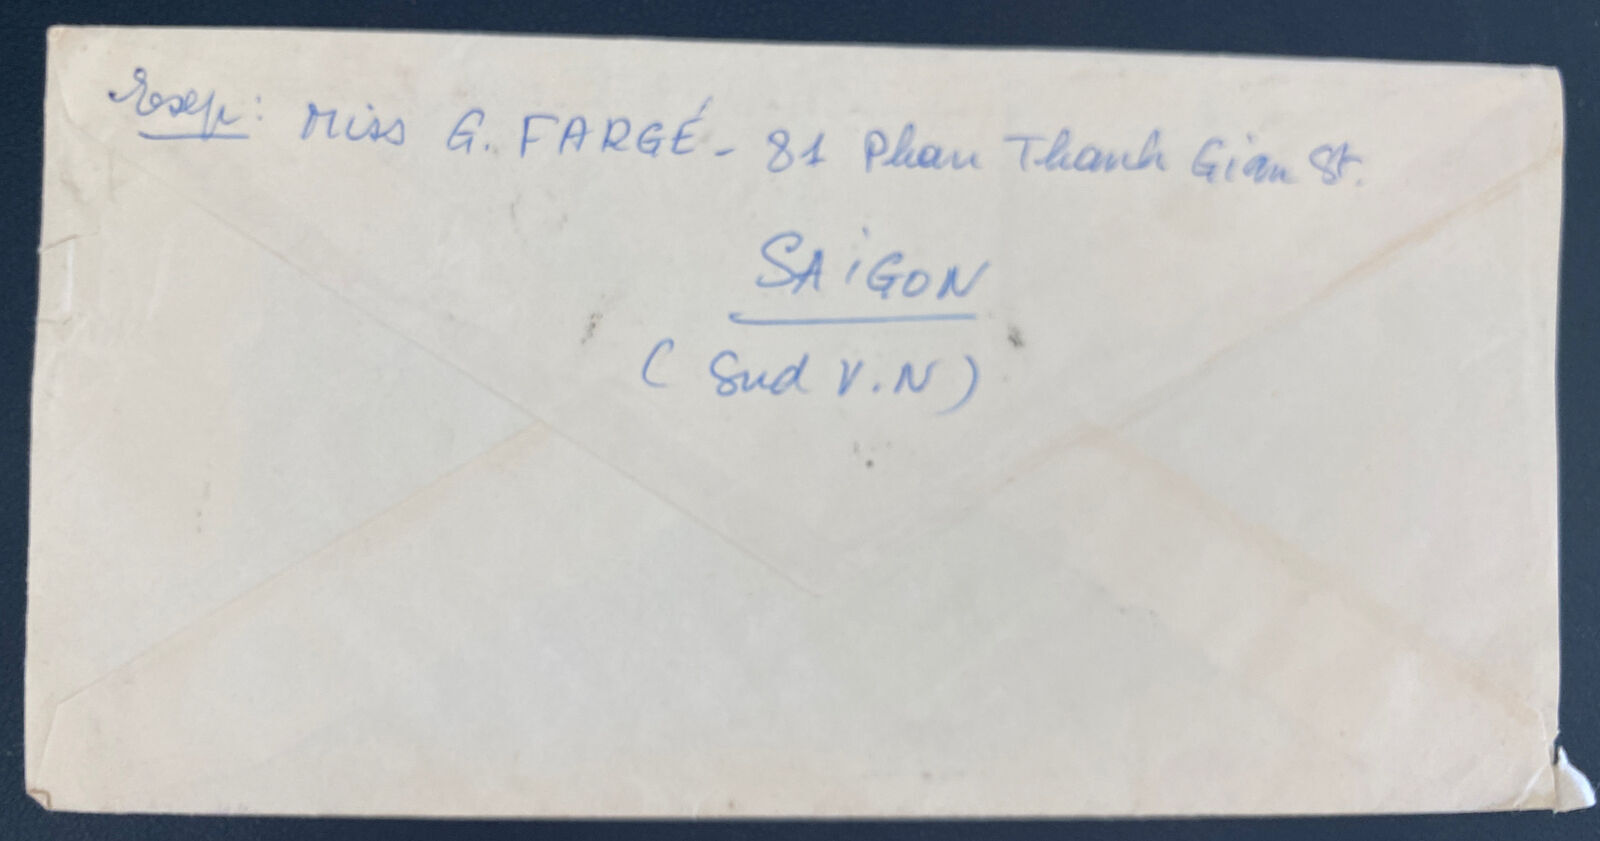 Exp: Miss G. FARGÉ - 81 Phan Thanh Gian St.
SAiGON
( Sud V.N )